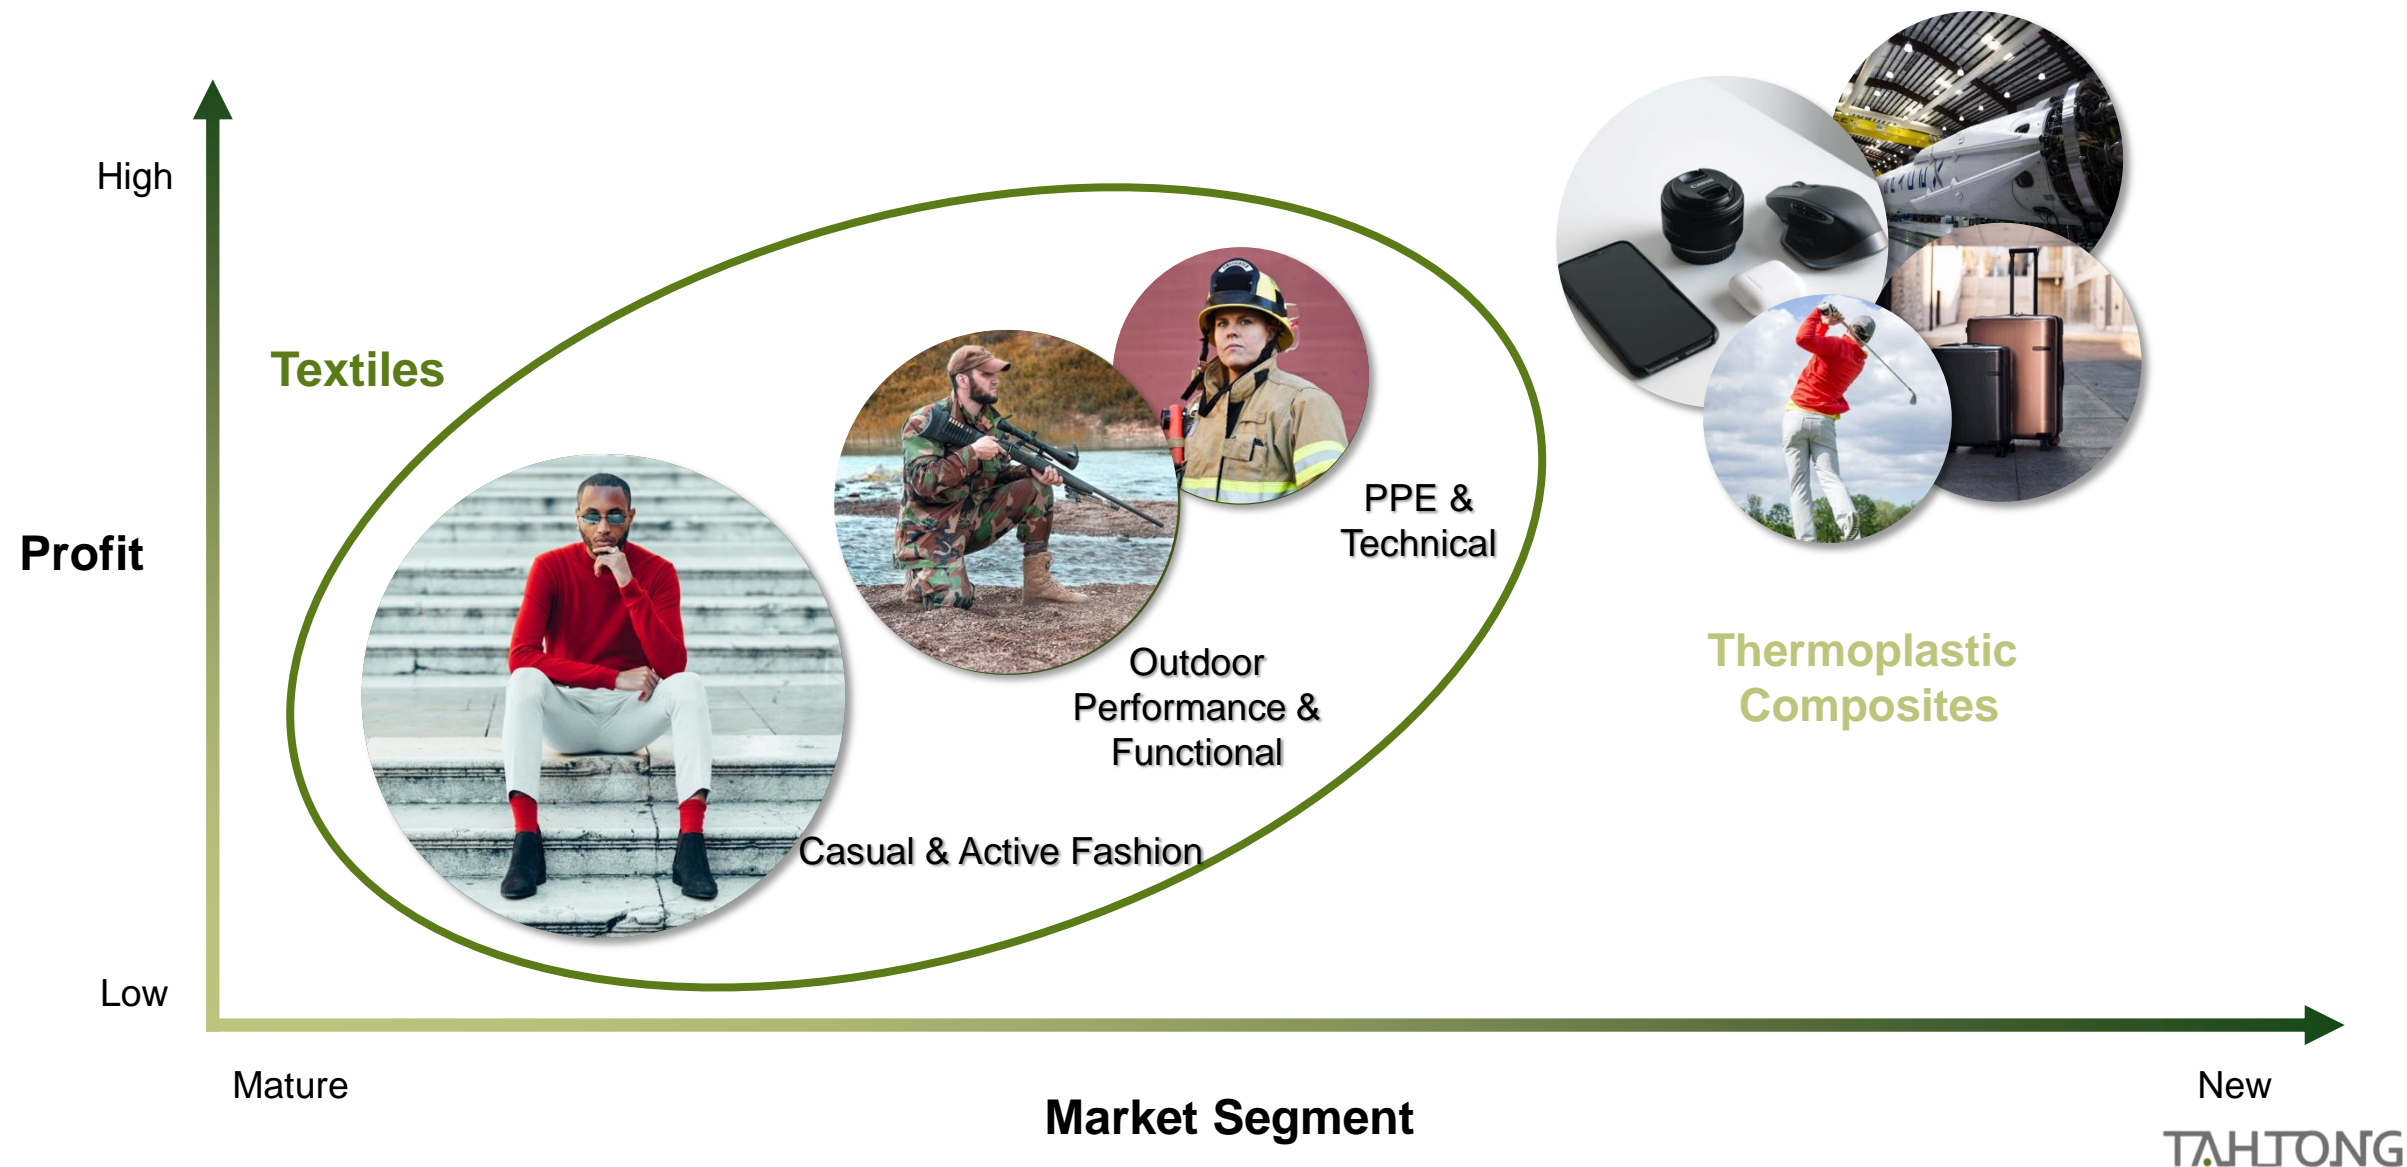 High
Textiles
Profit
PPE &
Technical
Outdoor
Performance &
Functional
Casual & Active Fashion
Thermoplastic
Composites
Low
Mature
Market Segment
New
TAHTONG